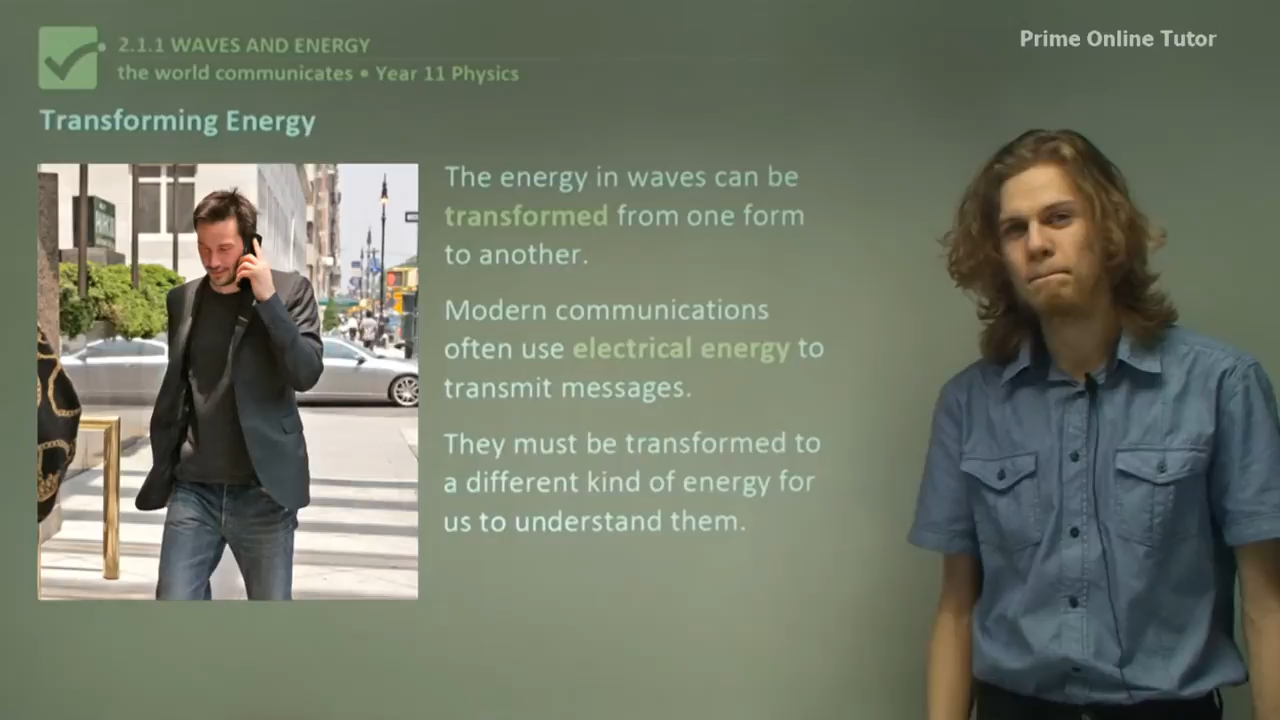 2.1.1 WAVES AND ENERGY
the world communicates • Year 11 Physics
Prime Online Tutor
Transforming Energy
The energy in waves can be
transformed from one form
to another.
Modern communications
often use electrical energy to
transmit messages.
They must be transformed to
a different kind of energy for
us to understand them.